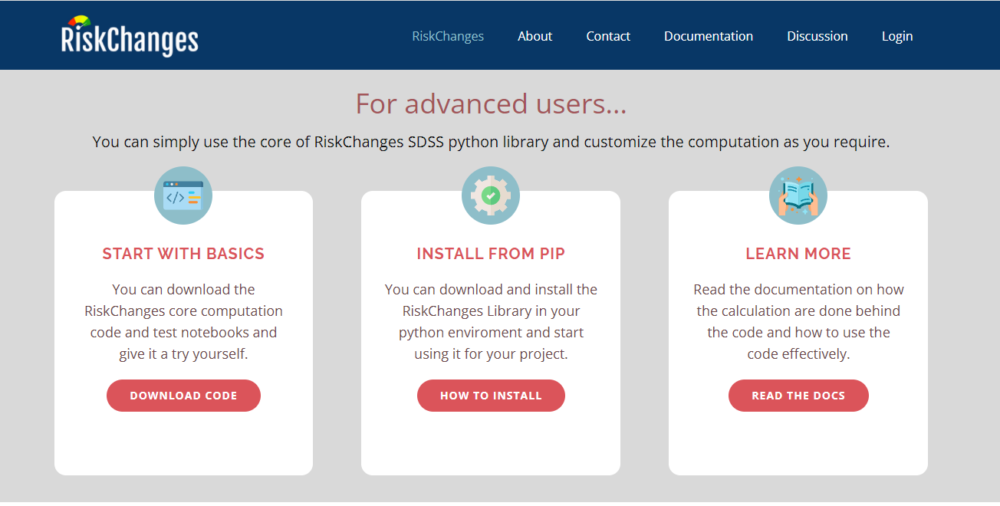 RiskChanges
RiskChanges About Contact Documentation Discussion Login
For advanced users...
You can simply use the core of RiskChanges SDSS python library and customize the computation as you require.
</>
START WITH BASICS
You can download the
RiskChanges core computation
code and test notebooks and
give it a try yourself.
DOWNLOAD CODE
INSTALL FROM PIP
You can download and install the
RiskChanges Library in your
python enviroment and start
using it for your project.
HOW TO INSTALL
LEARN MORE
Read the documentation on how
the calculation are done behind
the code and how to use the
code effectively.
READ THE DOCS